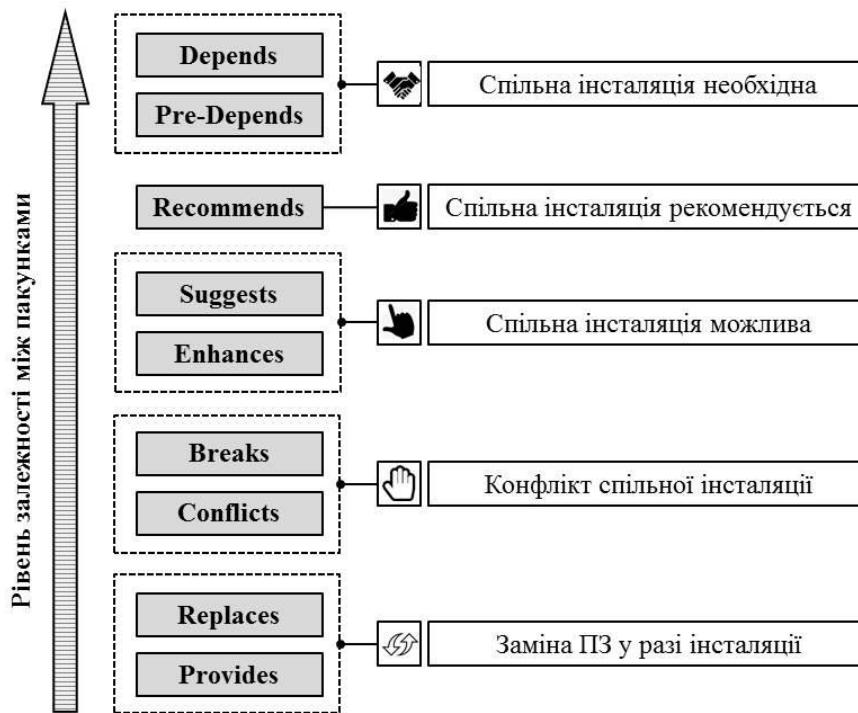 Рівень залежності між пакунками
Depends
Pre-Depends
Спільна інсталяція необхідна
Recommends
Спільна інсталяція рекомендується
Suggests
Enhances
Спільна інсталяція можлива
Breaks
Conflicts
Конфлікт спільної інсталяції
Replaces
Provides
Заміна ПЗ у разі інсталяції